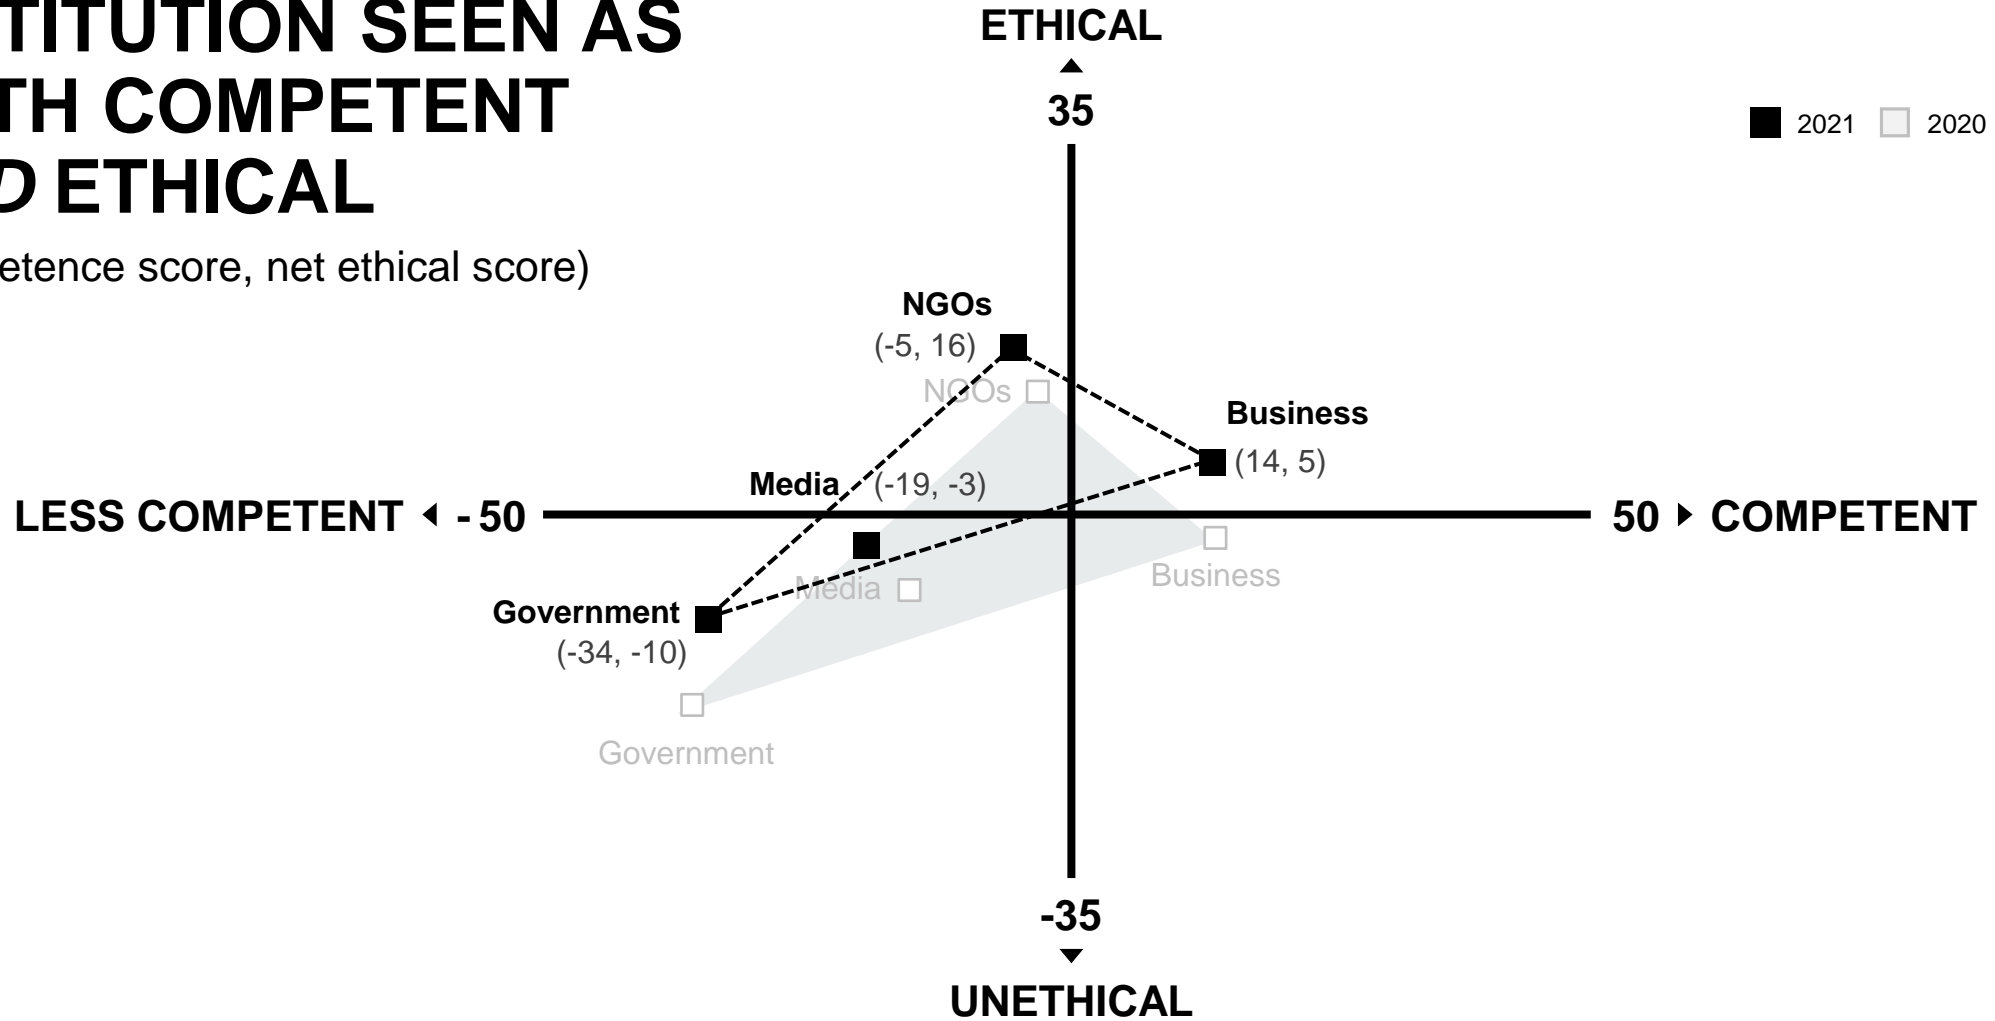 TITUTION SEEN AS
TH COMPETENT
D ETHICAL
etence score, net ethical score)
ETHICAL
35
2021 2020
NGOs
(-5, 16)
NGOs
Business
(14, 5)
Media (-19, -3)
LESS COMPETENT - 50
50 COMPETENT
Media
Business
Government
(-34, -10)
Government
-35
UNETHICAL